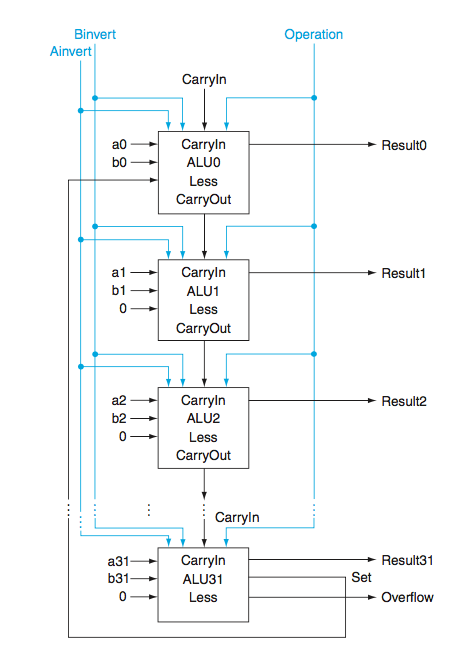 Binvert
Operation
Ainvert
CarryIn
a0
CarryIn
Result0
b0
ALU0
Less
CarryOut
a1
CarryIn
Result1
b1
ALU1
0
Less
CarryOut
a2
CarryIn
Result2
b2
ALU2
0
Less
CarryOut
CarryIn
a31
CarryIn
Result31
b31
ALU31
Set
0
Less
Overflow